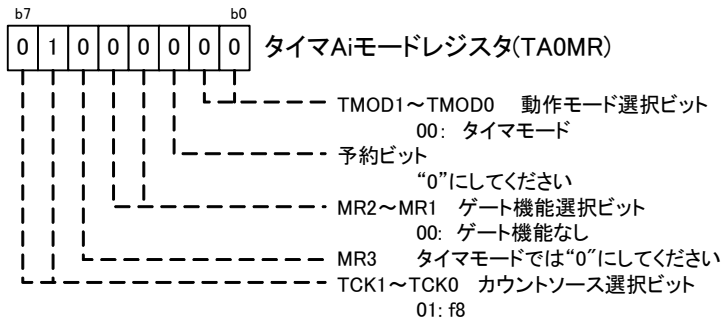 b7 b0
0 1 0 0 0 0 0 0 タイマAiモードレジスタ(TA0MR)
TMOD1～TMOD0 動作モード選択ビット
00: タイマモード
予約ビット
“0”にしてください
MR2～MR1 ゲート機能選択ビット
00: ゲート機能なし
MR3 タイマモードでは“0”にしてください
TCK1～TCK0 カウントソース選択ビット
01: f8